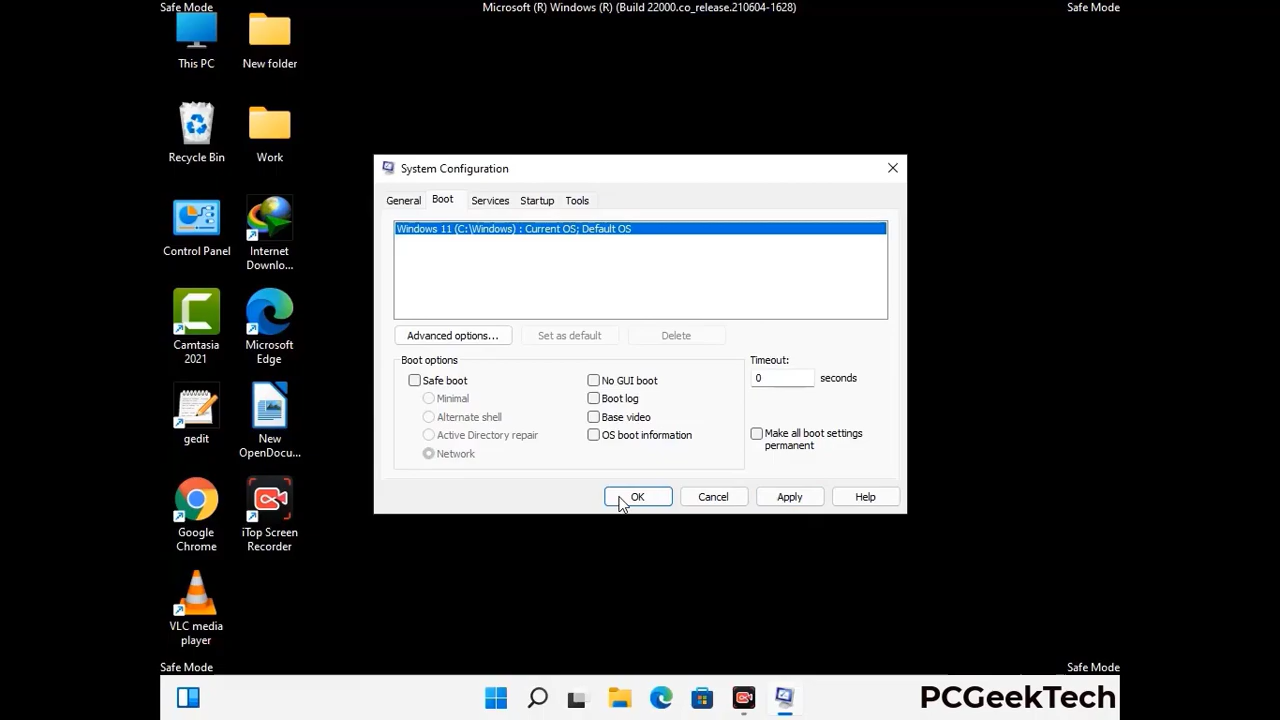 Safe Mode
Microsoft (R) Windows (R) (Build 22000.co_release.210604-1628)
Safe Mode
This PC
New folder
Recycle Bin
Work
Control Panel
Internet
Downlo...
Camtasia
2021
Microsoft
Edge
gedit
New
OpenDocu...
Google
Chrome
iTop Screen
Recorder
VLC media
player
System Configuration
General
Boot
Services
Startup
Tools
Windows 11 (C:\Windows) : Current OS; Default OS
Advanced options...
Set as default
Delete
Boot options
Safe boot
Minimal
Alternate shell
Active Directory repair
Network
No GUI boot
Boot log
Base video
OS boot information
Timeout:
0 seconds
Make all boot settings
permanent
OK
Cancel
Apply
Help
Safe Mode
Safe Mode
PCGeekTech